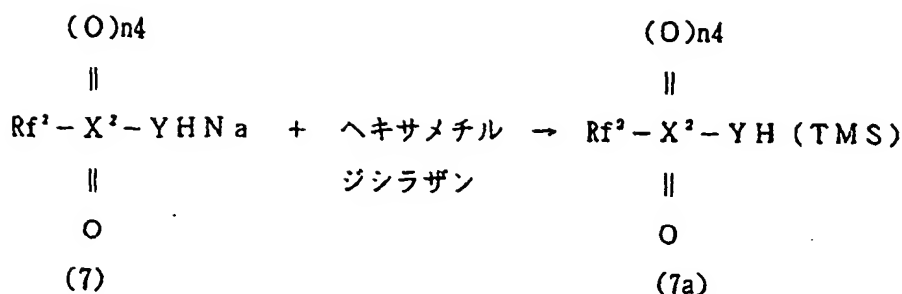 (O)n4 (O)n4
|| ||
Rf²-X²-YHNa + ヘキサメチル → Rf²-X²-YH(TMS)
|| ジシラザン ||
O O
(7) (7a)